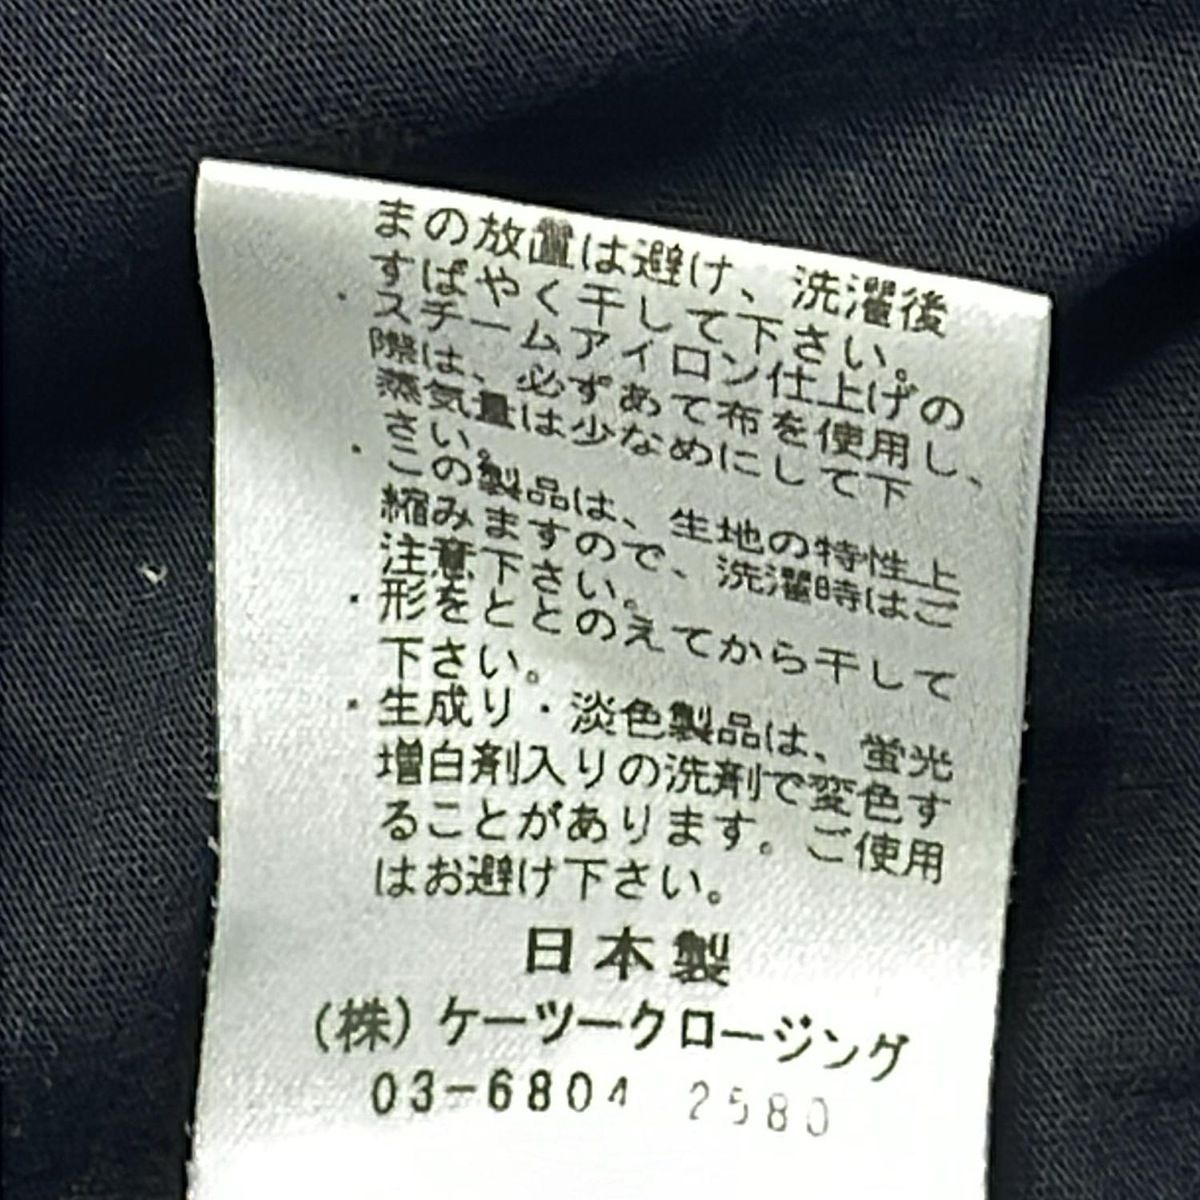 まの放置は避け、洗濯後
すばやく干して下さい。
・スチームアイロン仕上げの
際は、必ずあて布を使用し、
蒸気量は少なめにして下
さい。
・この製品は、生地の特性上
縮みますので、洗濯時はご
注意下さい。
・形をととのえてから干して
下さい。
・生成り・淡色製品は、蛍光
増白剤入りの洗剤で変色す
ることがあります。ご使用
はお避け下さい。
日本製
(株)ケーツークロージング
03-6804 2580